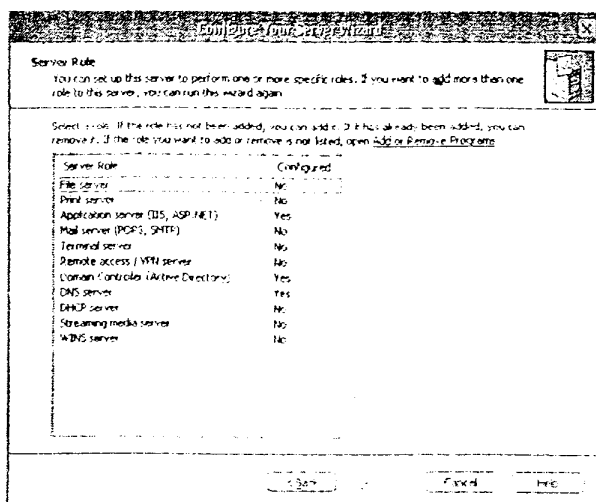 Configure Your Server Wizard
Server Role
You can set up this server to perform one or more specific roles. If you want to add more than one
role to this server, you can run this wizard again.
Select a role. If the role has not been added, you can add it. If it has already been added, you can
remove it. If the role you want to add or remove is not listed, open Add or Remove Programs
Server Role Configured
File server No
Print server No
Application server (IIS, ASP.NET) Yes
Mail server (POP3, SMTP) No
Terminal server No
Remote access / VPN server No
Domain Controller (Active Directory) Yes
DNS server Yes
DHCP server No
Streaming media server No
WINS server No
< Back
Cancel
Help